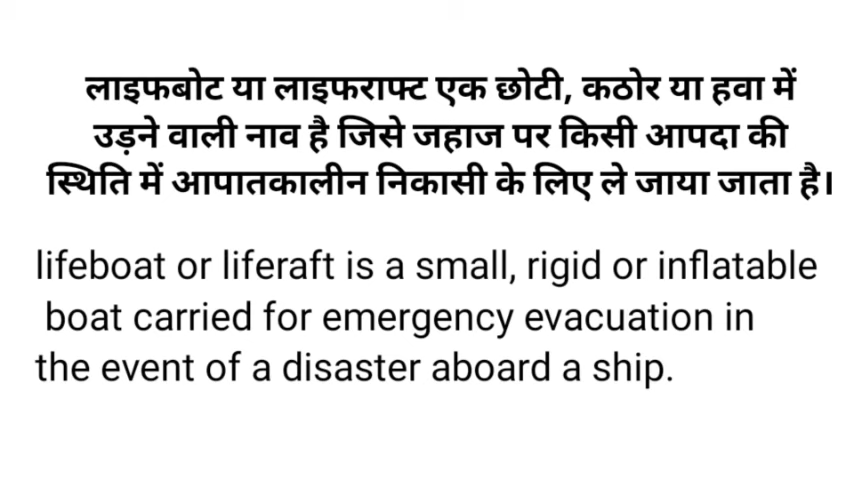 लाइफबोट या लाइफराफ्ट एक छोटी, कठोर या हवा में
उड़ने वाली नाव है जिसे जहाज पर किसी आपदा की
स्थिति में आपातकालीन निकासी के लिए ले जाया जाता है।
lifeboat or liferaft is a small, rigid or inflatable
boat carried for emergency evacuation in
the event of a disaster aboard a ship.